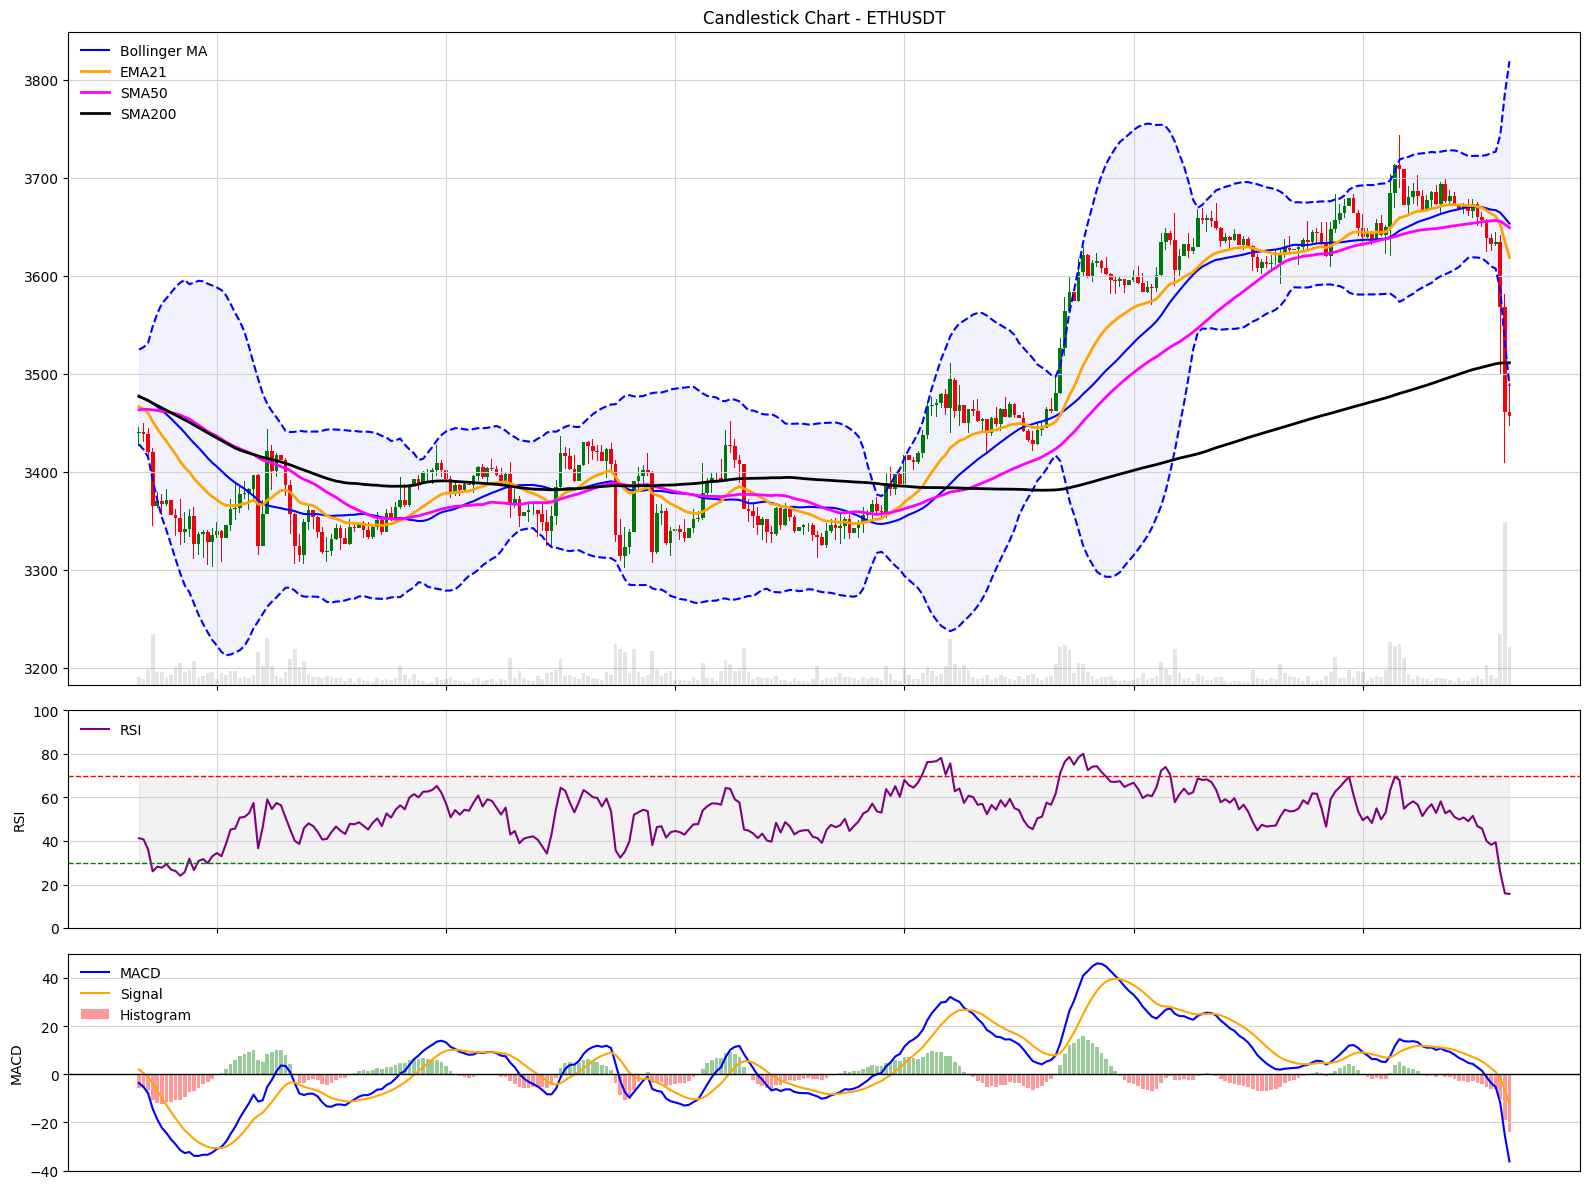 Candlestick Chart - ETHUSDT
Bollinger MA
EMA21
SMA50
SMA200
3800
3700
3600
3500
3400
3300
3200
RSI
100
80
60
40
20
0
RSI
MACD
Signal
Histogram
40
20
0
−20
−40
MACD